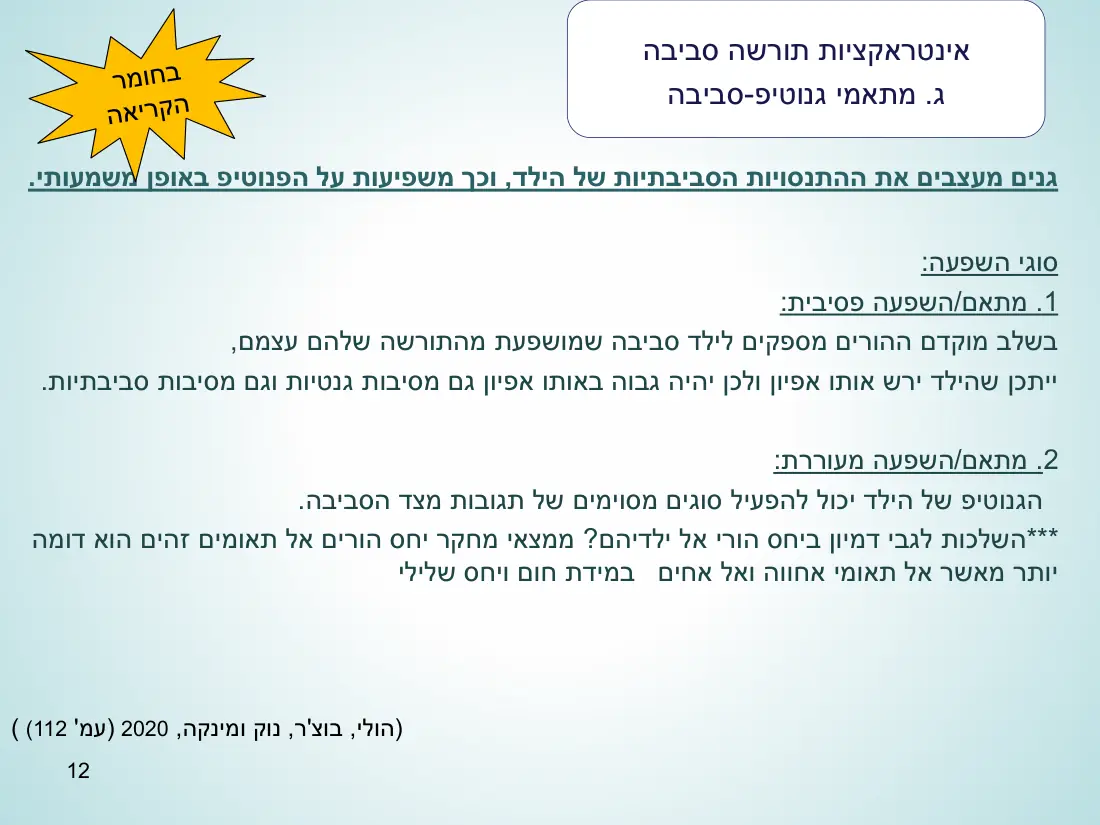 אינטראקציות תורשה סביבה
ג. מתאמי גנוטיפ-סביבה
בחומר
הקריאה
גנים מעצבים את ההתנסויות הסביבתיות של הילד, וכך משפיעות על הפנוטיפ באופן משמעותי.
סוגי השפעה:
1. מתאם/השפעה פסיבית:
בשלב מוקדם ההורים מספקים לילד סביבה שמושפעת מהתורשה שלהם עצמם,
ייתכן שהילד ירש אותו אפיון ולכן יהיה גבוה באותו אפיון גם מסיבות גנטיות וגם מסיבות סביבתיות.
2. מתאם/השפעה מעוררת:
הגנוטיפ של הילד יכול להפעיל סוגים מסוימים של תגובות מצד הסביבה.
***השלכות לגבי דמיון ביחס הורי אל ילדיהם? ממצאי מחקר יחס הורים אל תאומים זהים הוא דומה
יותר מאשר אל תאומי אחווה ואל אחים   במידת חום ויחס שלילי
(הולי, בוצ'ר, נוק ומינקה, 2020 (עמ' 112) )
12